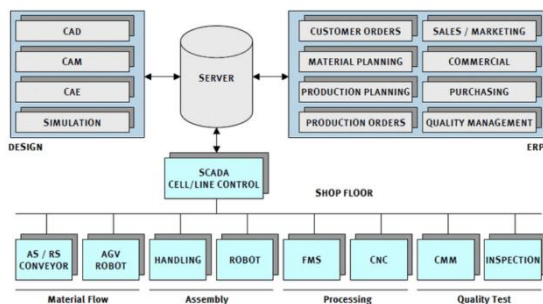 CAD
CAM
CAE
SIMULATION
DESIGN
SERVER
CUSTOMER ORDERS
SALES / MARKETING
MATERIAL PLANNING
COMMERCIAL
PRODUCTION PLANNING
PURCHASING
PRODUCTION ORDERS
QUALITY MANAGEMENT
ERP
SCADA
CELL/LINE CONTROL
SHOP FLOOR
AS / RS
CONVEYOR
AGV
ROBOT
HANDLING
ROBOT
FMS
CNC
CMM
INSPECTION
Material Flow
Assembly
Processing
Quality Test